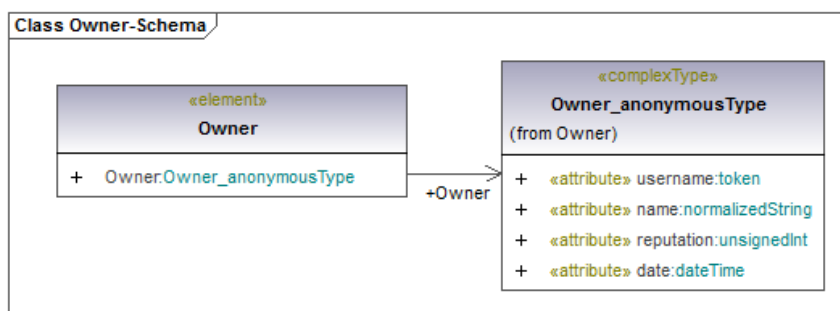 Class Owner-Schema
«element»
Owner
+ Owner:Owner_anonymousType
+Owner
«complexType»
Owner_anonymousType
(from Owner)
+ «attribute» username:token
+ «attribute» name:normalizedString
+ «attribute» reputation:unsignedInt
+ «attribute» date:dateTime